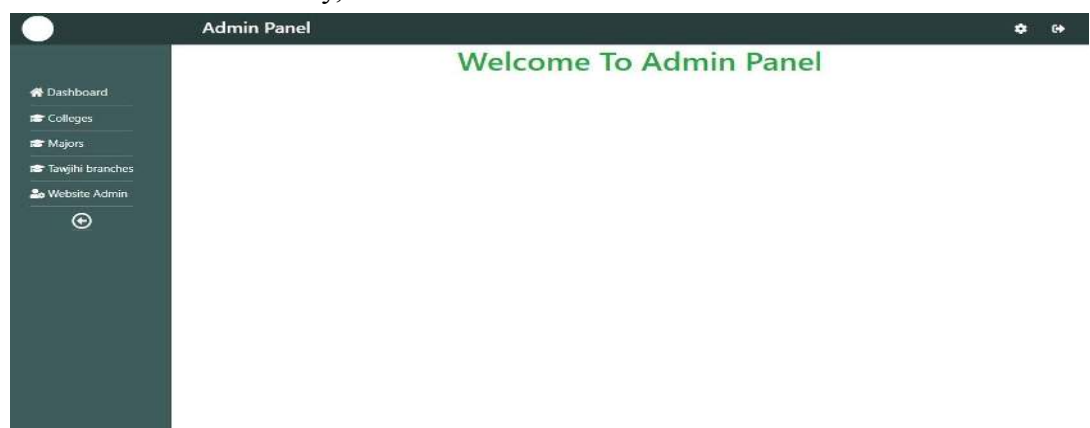 Admin Panel
Welcome To Admin Panel
Dashboard
Colleges
Majors
Tawjihi branches
Website Admin